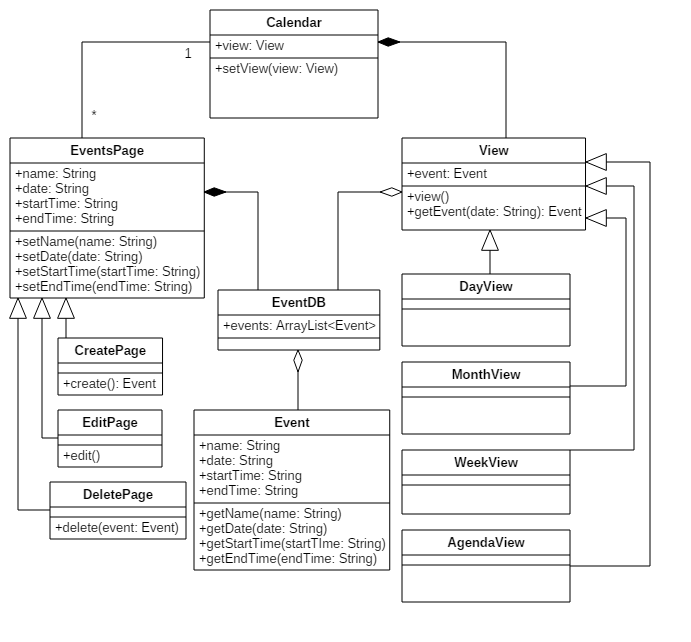 Calendar
+view: View
+setView(view: View)
1
*
EventsPage
+name: String
+date: String
+startTime: String
+endTime: String
+setName(name: String)
+setDate(date: String)
+setStartTime(startTime: String)
+setEndTime(endTime: String)
View
+event: Event
+view()
+getEvent(date: String): Event
EventDB
+events: ArrayList<Event>
DayView
CreatePage
+create(): Event
MonthView
EditPage
+edit()
Event
+name: String
+date: String
+startTime: String
+endTime: String
+getName(name: String)
+getDate(date: String)
+getStartTime(startTIme: String)
+getEndTime(endTime: String)
WeekView
DeletePage
+delete(event: Event)
AgendaView